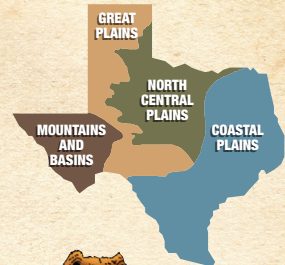 GREAT
PLAINS
NORTH
CENTRAL
PLAINS
MOUNTAINS
AND
BASINS
COASTAL
PLAINS